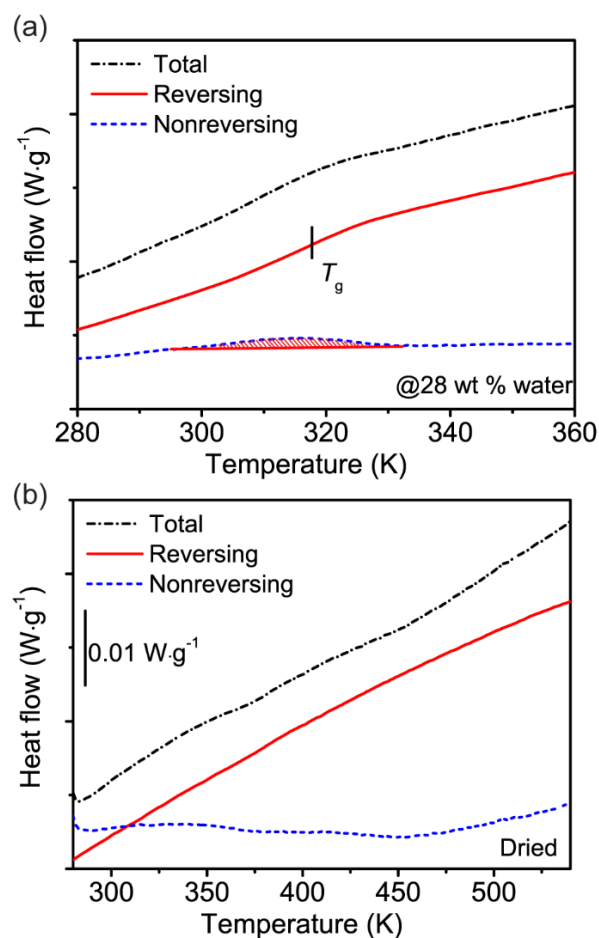 (a)
Total
Reversing
Nonreversing
Heat flow (W·g⁻¹)
Tg
@28 wt % water
280 300 320 340 360
Temperature (K)
(b)
Total
Reversing
Nonreversing
0.01 W·g⁻¹
Heat flow (W·g⁻¹)
Dried
300 350 400 450 500
Temperature (K)